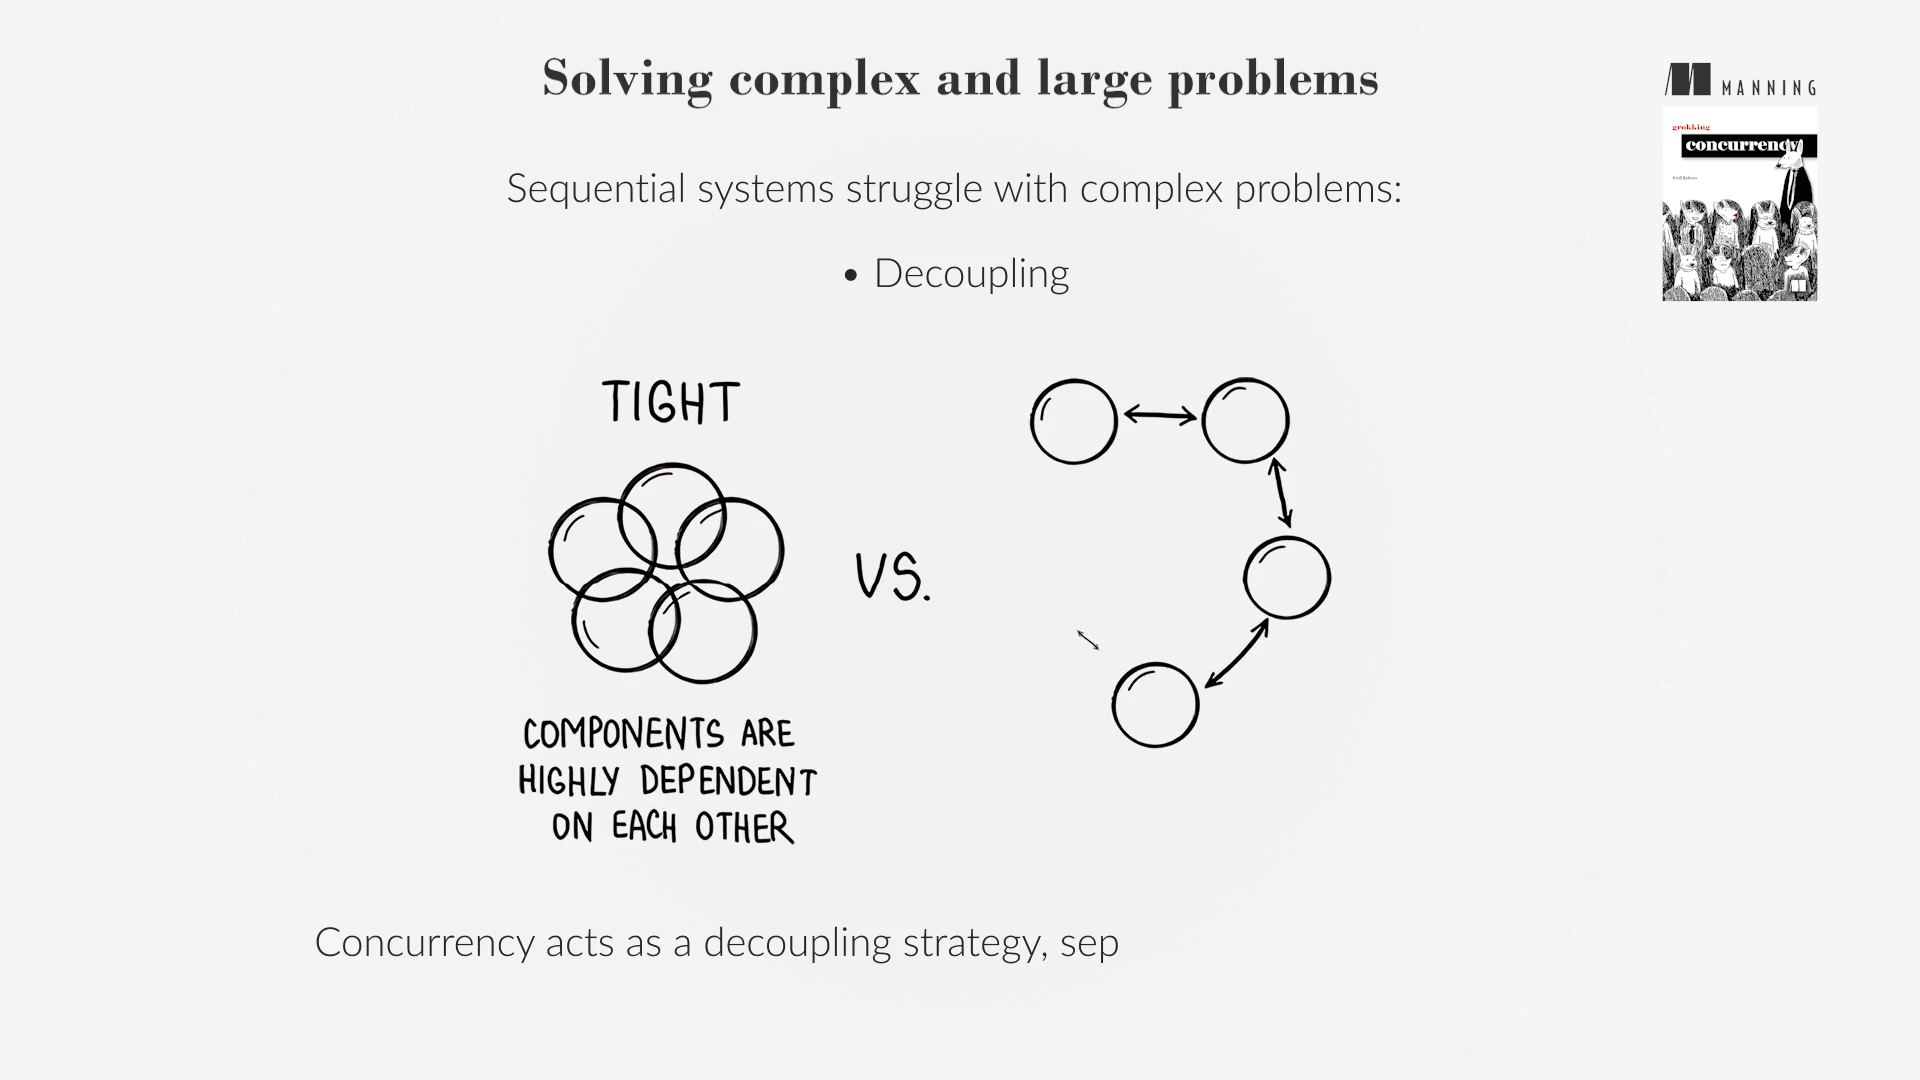 Solving complex and large problems
MANNING
grokking
concurrency
Sequential systems struggle with complex problems:
• Decoupling
TIGHT
VS.
COMPONENTS ARE
HIGHLY DEPENDENT
ON EACH OTHER
Concurrency acts as a decoupling strategy, sep